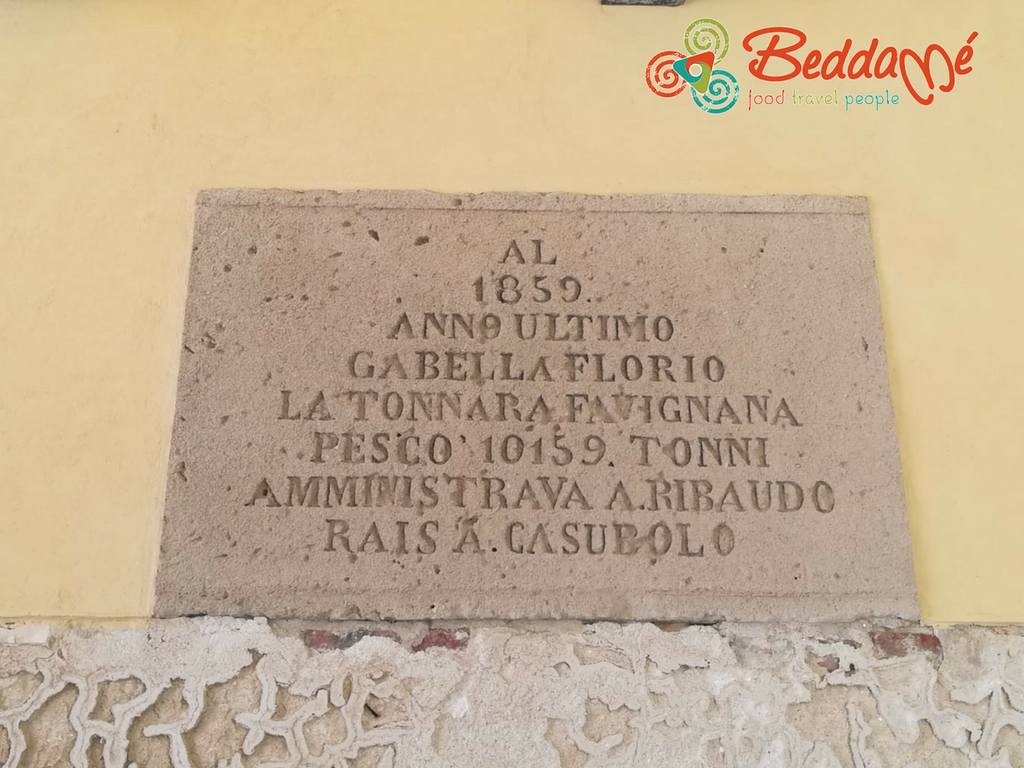 BeddaMé
food travel people
AL
1859.
ANNO ULTIMO
GABELLA FLORIO
LA TONNARA FAVIGNANA
PESCO' 10159. TONNI
AMMINISTRAVA A. RIBAUDO
RAIS A. CASUBOLO